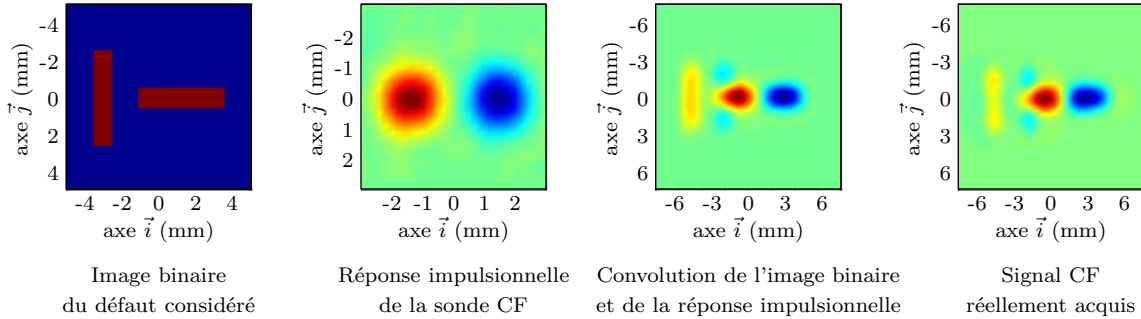 -4
-2
0
2
4
axe j⃗ (mm)
-4 -2 0 2 4
axe i⃗ (mm)
Image binaire
du défaut considéré
-2
-1
0
1
2
axe j⃗ (mm)
-2 -1 0 1 2
axe i⃗ (mm)
Réponse impulsionnelle
de la sonde CF
-6
-3
0
3
6
axe j⃗ (mm)
-6 -3 0 2 6
axe i⃗ (mm)
Convolution de l'image binaire
et de la réponse impulsionnelle
-6
-3
0
3
6
axe j⃗ (mm)
-6 -3 0 3 6
axe i⃗ (mm)
Signal CF
réellement acquis